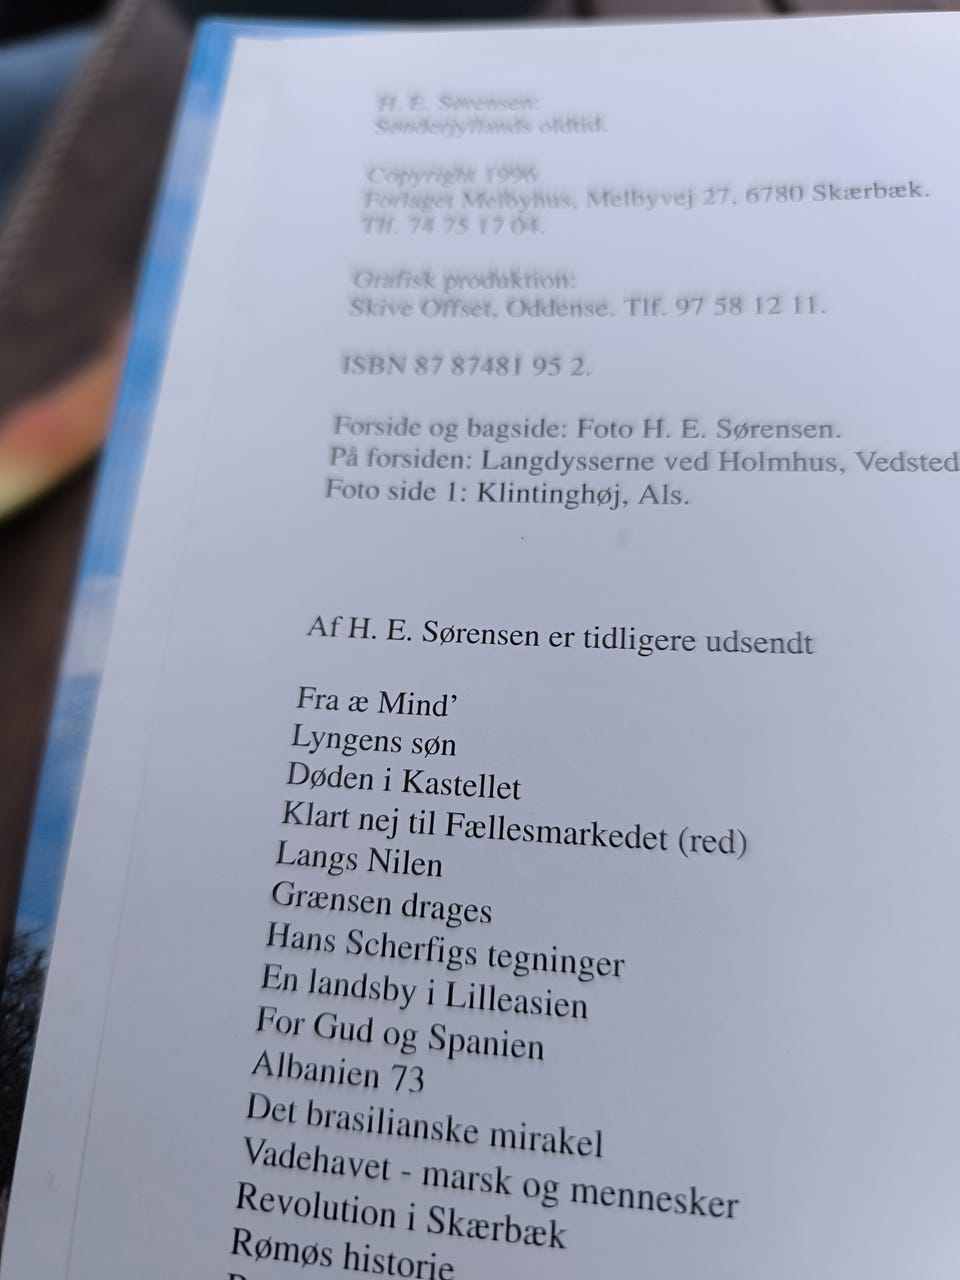 H. E. Sørensen:
Sønderjyllands oldtid.
Copyright 1996
Forlaget Melbyhus, Melbyvej 27, 6780 Skærbæk.
Tlf. 74 75 17 04.
Grafisk produktion:
Skive Offset, Oddense. Tlf. 97 58 12 11.
ISBN 87 87481 95 2.
Forside og bagside: Foto H. E. Sørensen.
På forsiden: Langdysserne ved Holmhus, Vedsted
Foto side 1: Klintinghøj, Als.
Af H. E. Sørensen er tidligere udsendt
Fra æ Mind'
Lyngens søn
Døden i Kastellet
Klart nej til Fællesmarkedet (red)
Langs Nilen
Grænsen drages
Hans Scherfigs tegninger
En landsby i Lilleasien
For Gud og Spanien
Albanien 73
Det brasilianske mirakel
Vadehavet - marsk og mennesker
Revolution i Skærbæk
Rømøs historie